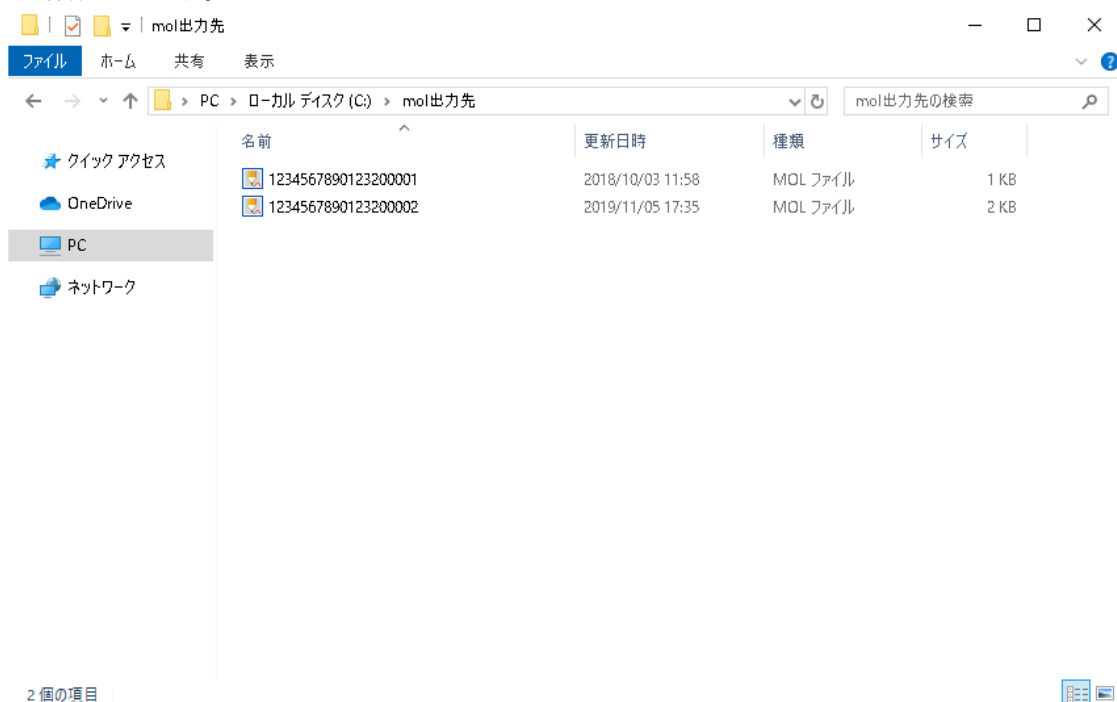 mol出力先
ファイル ホーム 共有 表示
PC ローカル ディスク (C:) mol出力先 mol出力先の検索
名前 更新日時 種類 サイズ
クイック アクセス
OneDrive
PC
ネットワーク
1234567890123200001 2018/10/03 11:58 MOL ファイル 1 KB
1234567890123200002 2019/11/05 17:35 MOL ファイル 2 KB
2 個の項目